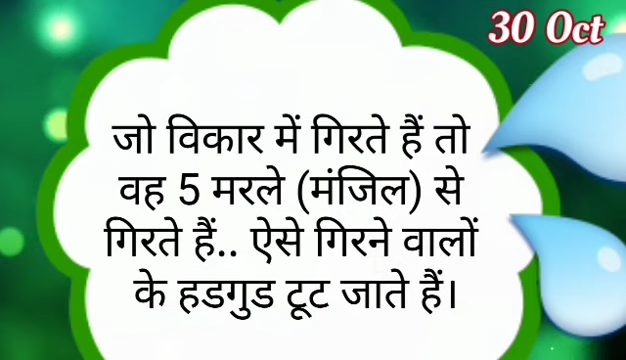 30 Oct
जो विकार में गिरते हैं तो
वह 5 मरले (मंजिल) से
गिरते हैं.. ऐसे गिरने वालों
के हडगुड टूट जाते हैं।